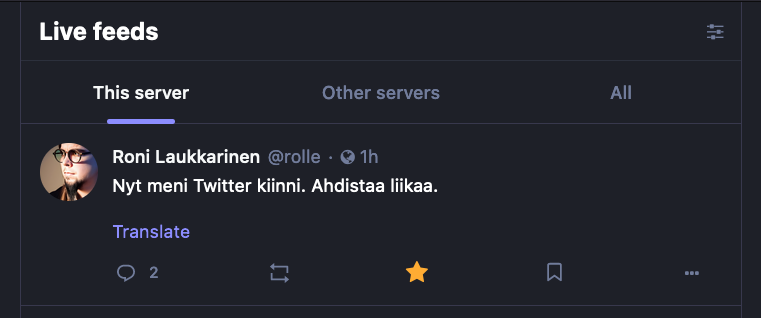 Live feeds
This server
Other servers
All
Roni Laukkarinen @rolle · 1h
Nyt meni Twitter kiinni. Ahdistaa liikaa.
Translate
2